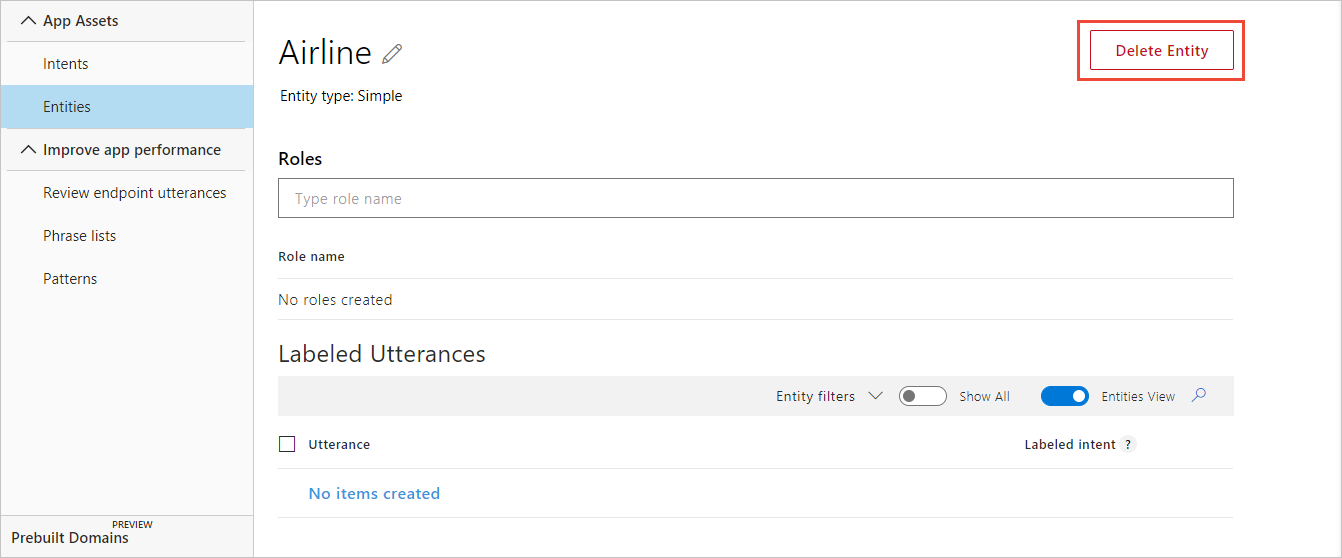 App Assets
Intents
Entities
Improve app performance
Review endpoint utterances
Phrase lists
Patterns
PREVIEW
Prebuilt Domains
Airline
Delete Entity
Entity type: Simple
Roles
Type role name
Role name
No roles created
Labeled Utterances
Entity filters Show All Entities View
Utterance Labeled intent ?
No items created